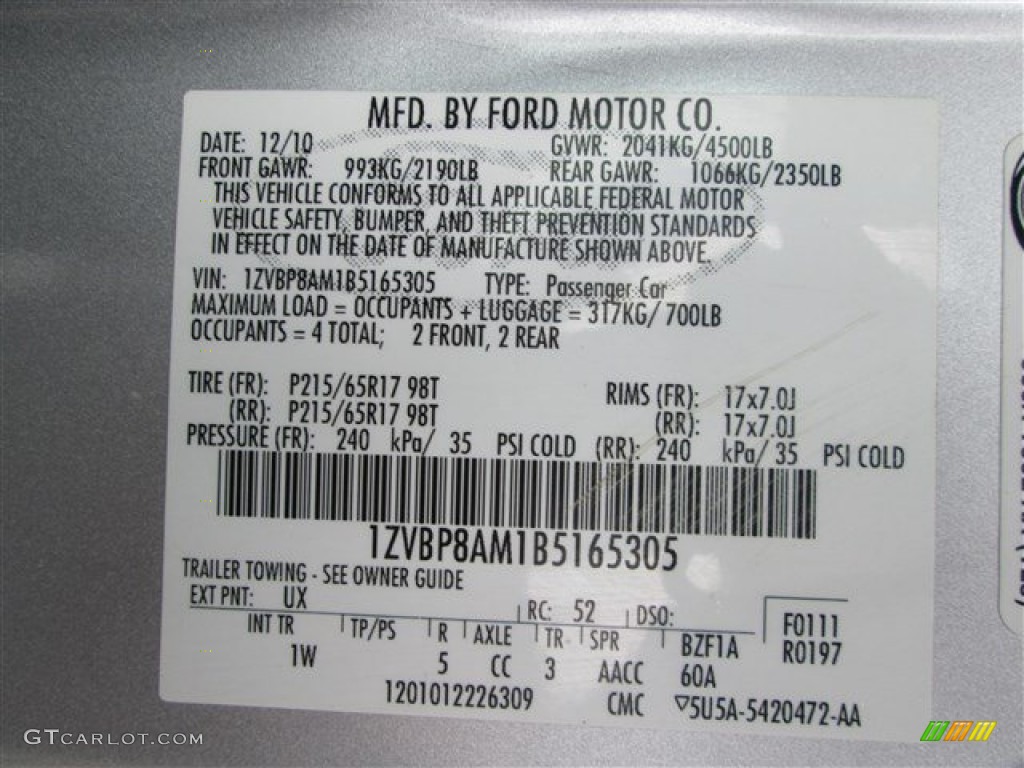 MFD. BY FORD MOTOR CO.
DATE: 12/10 GVWR: 2041KG/4500LB
FRONT GAWR: 993KG/2190LB REAR GAWR: 1066KG/2350LB
THIS VEHICLE CONFORMS TO ALL APPLICABLE FEDERAL MOTOR
VEHICLE SAFETY, BUMPER, AND THEFT PREVENTION STANDARDS
IN EFFECT ON THE DATE OF MANUFACTURE SHOWN ABOVE.
VIN: 1ZVBP8AM1B5165305 TYPE: Passenger Car
MAXIMUM LOAD = OCCUPANTS + LUGGAGE = 317KG/ 700LB
OCCUPANTS = 4 TOTAL; 2 FRONT, 2 REAR
TIRE (FR): P215/65R17 98T RIMS (FR): 17x7.0J
(RR): P215/65R17 98T (RR): 17x7.0J
PRESSURE (FR): 240 kPa/ 35 PSI COLD (RR): 240 kPa/ 35 PSI COLD
1ZVBP8AM1B5165305
TRAILER TOWING - SEE OWNER GUIDE
EXT PNT: UX RC: 52 DSO: F0111
INT TR TP/PS R AXLE TR SPR BZF1A R0197
1W 5 CC 3 AACC 60A
1201012226309 CMC ▽5U5A-5420472-AA
GTCARLOT.COM